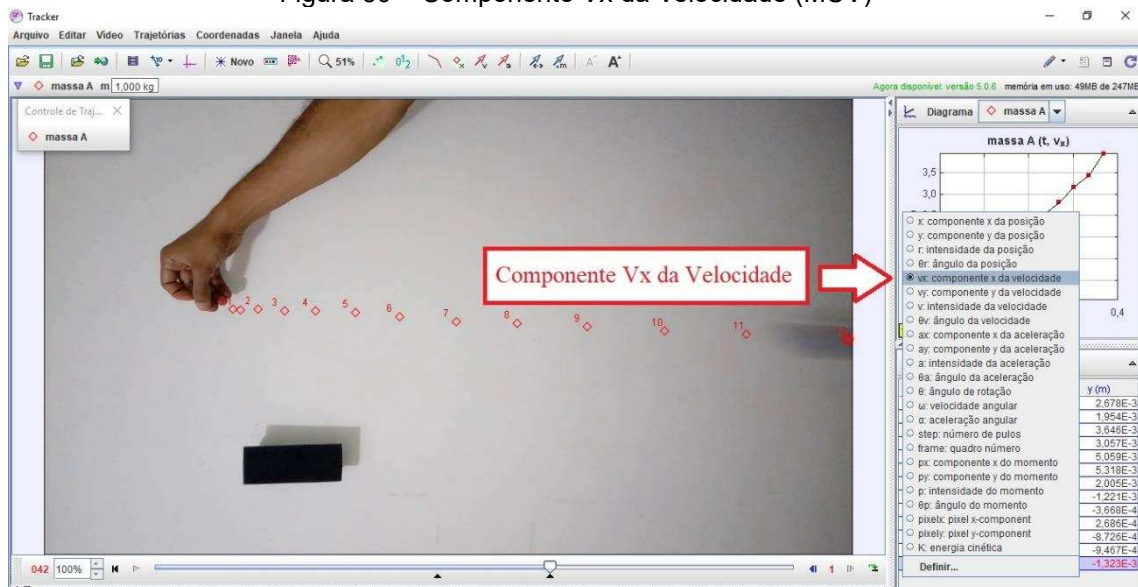 Figura 36 – Componente Vx da Velocidade (MUV)
Tracker
Arquivo Editar Video Trajetórias Coordenadas Janela Ajuda
Novo 51%
massa A m 1,000 kg
Agora disponível: versão 5.0.6 memória em uso: 49MB de 247MB
Controle de Traj...
massa A
Diagrama massa A
massa A (t, vx)
3,5
3,0
0,4
Componente Vx da Velocidade
x: componente x da posição
y: componente y da posição
r: intensidade da posição
θr: ângulo da posição
vx: componente x da velocidade
vy: componente y da velocidade
v: intensidade da velocidade
θv: ângulo da velocidade
ax: componente x da aceleração
ay: componente y da aceleração
a: intensidade da aceleração
θa: ângulo da aceleração
θ: ângulo de rotação
ω: velocidade angular
α: aceleração angular
step: número de pulos
frame: quadro número
px: componente x do momento
py: componente y do momento
p: intensidade do momento
θp: ângulo do momento
pixelx: pixel x-component
pixely: pixel y-component
K: energia cinética
Definir...
y (m)
2,678E-3
1,954E-3
3,646E-3
3,057E-3
5,059E-3
5,318E-3
2,005E-3
-1,221E-3
-3,668E-4
2,686E-4
-8,726E-4
-9,467E-4
-1,323E-3
1 2 3 4 5 6 7 8 9 10 11
042 100% 1